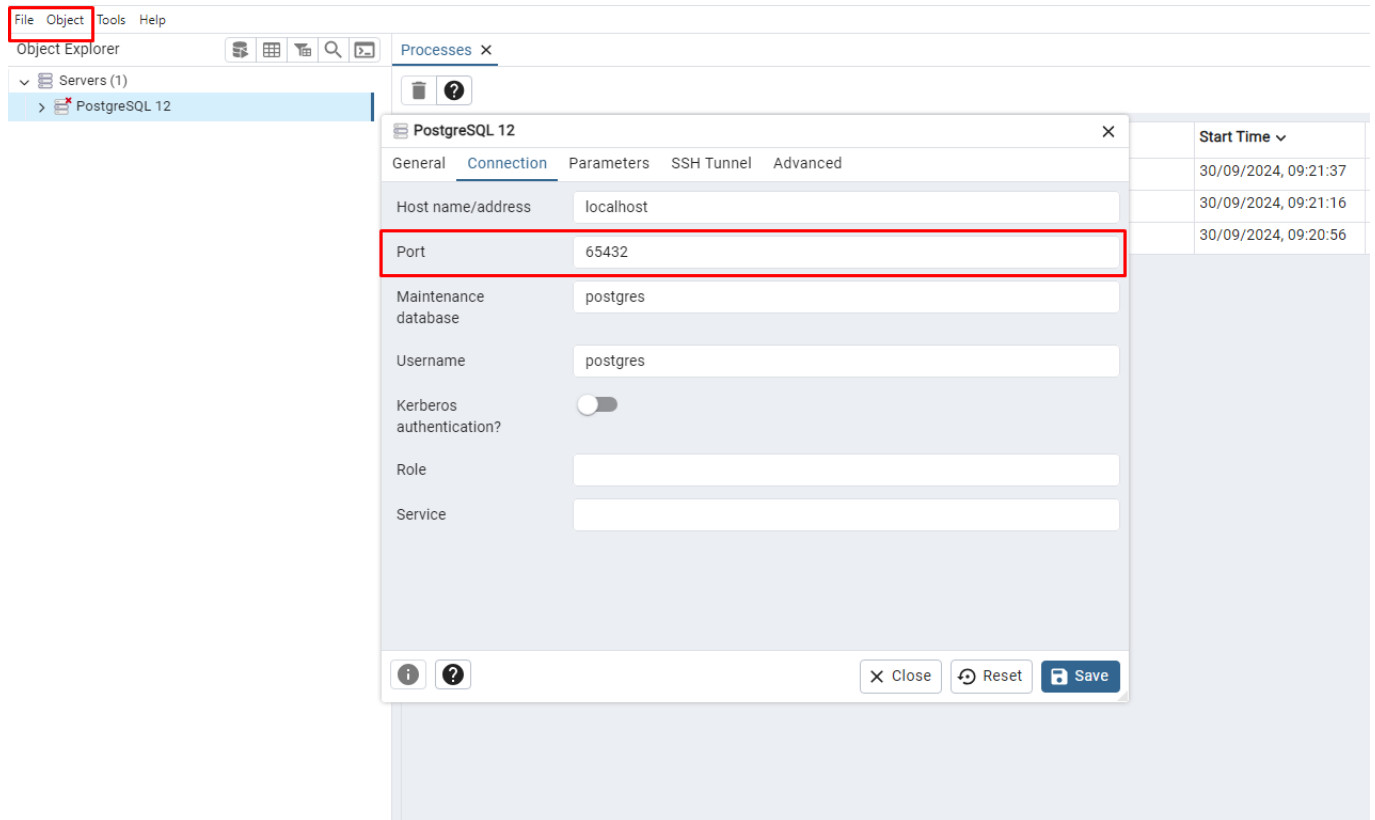 File Object Tools Help
Object Explorer
Processes
Servers (1)
PostgreSQL 12
PostgreSQL 12
General Connection Parameters SSH Tunnel Advanced
Host name/address localhost
Port 65432
Maintenance database postgres
Username postgres
Kerberos authentication?
Role
Service
Close Reset Save
Start Time
30/09/2024, 09:21:37
30/09/2024, 09:21:16
30/09/2024, 09:20:56